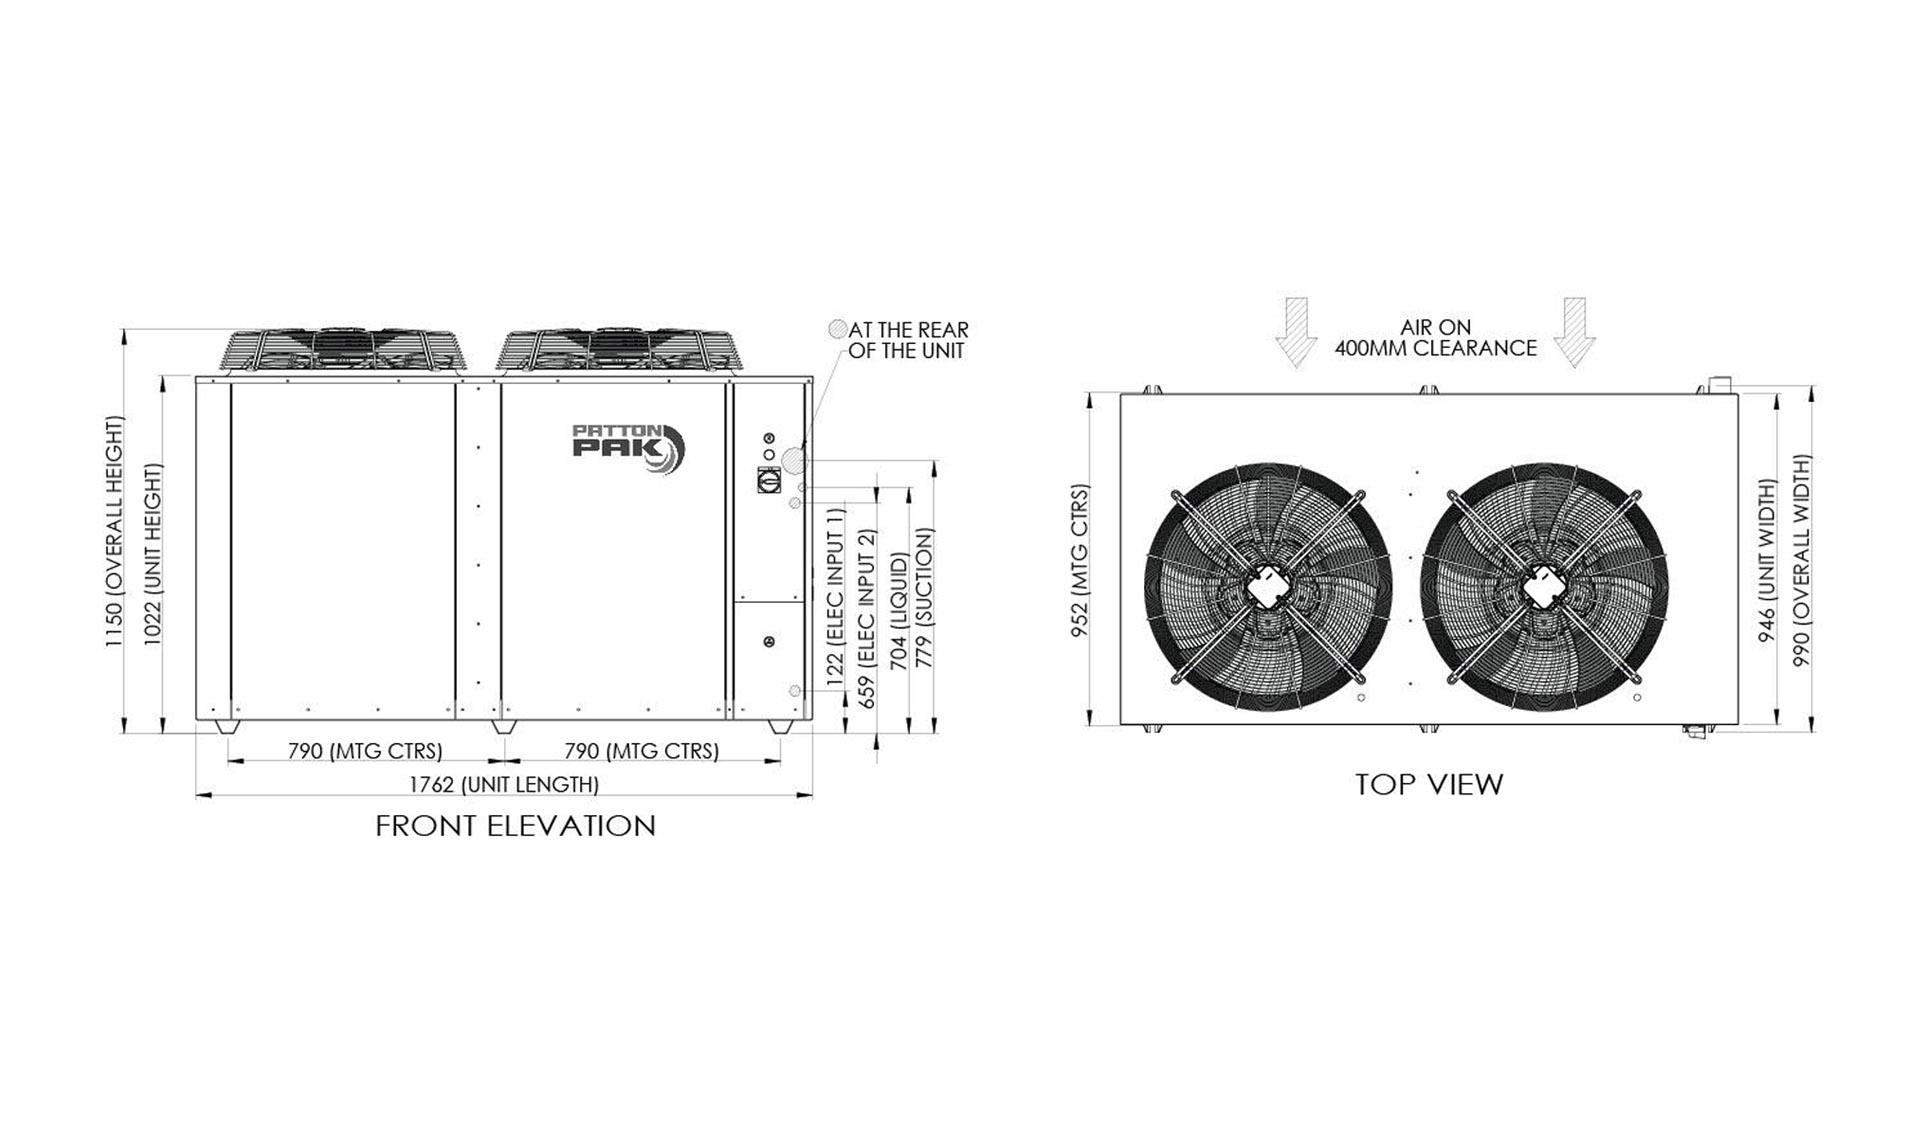 AT THE REAR
OF THE UNIT
PATTON
PAK
1150 (OVERALL HEIGHT)
1022 (UNIT HEIGHT)
122 (ELEC INPUT 1)
659 (ELEC INPUT 2)
704 (LIQUID)
779 (SUCTION)
790 (MTG CTRS)
790 (MTG CTRS)
1762 (UNIT LENGTH)
FRONT ELEVATION
AIR ON
400MM CLEARANCE
952 (MTG CTRS)
946 (UNIT WIDTH)
990 (OVERALL WIDTH)
TOP VIEW